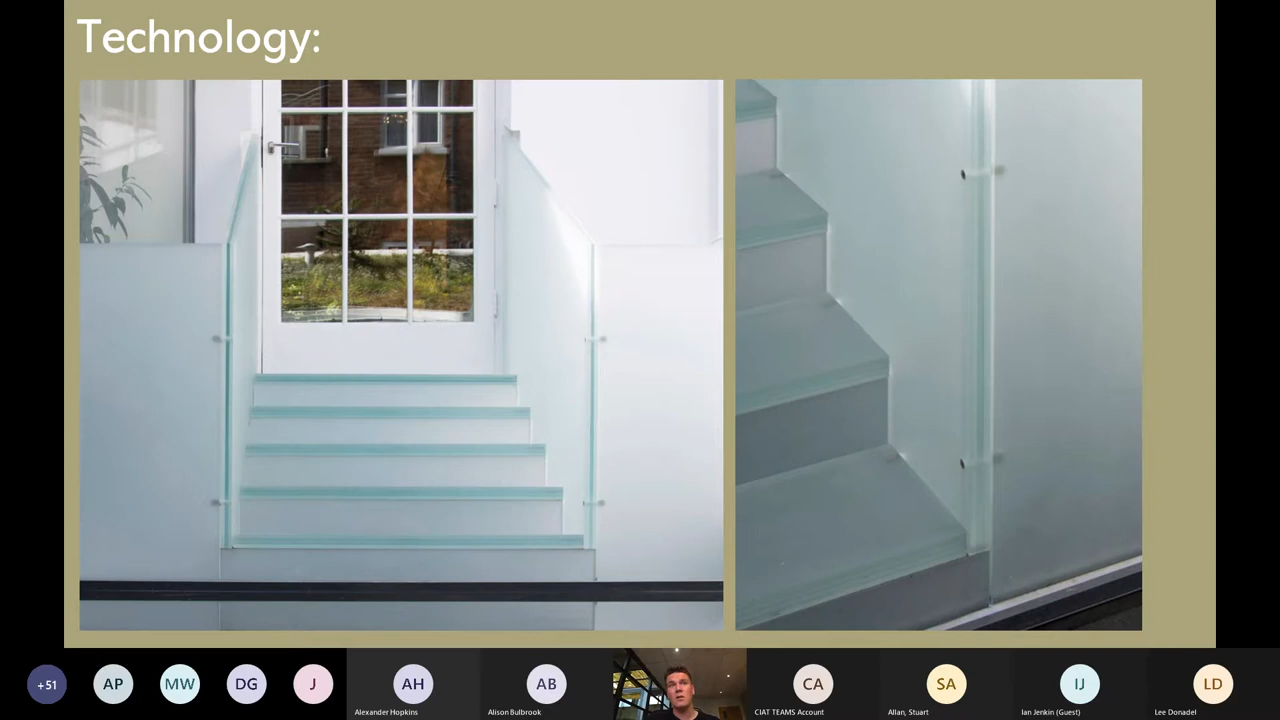 Technology:
+51
AP
MW
DG
J
AH
AB
CA
SA
IJ
LD
Alexander Hopkins
Alison Bulbrook
CIAT TEAMS Account
Allan, Stuart
Ian Jenkin (Guest)
Lee Donadel